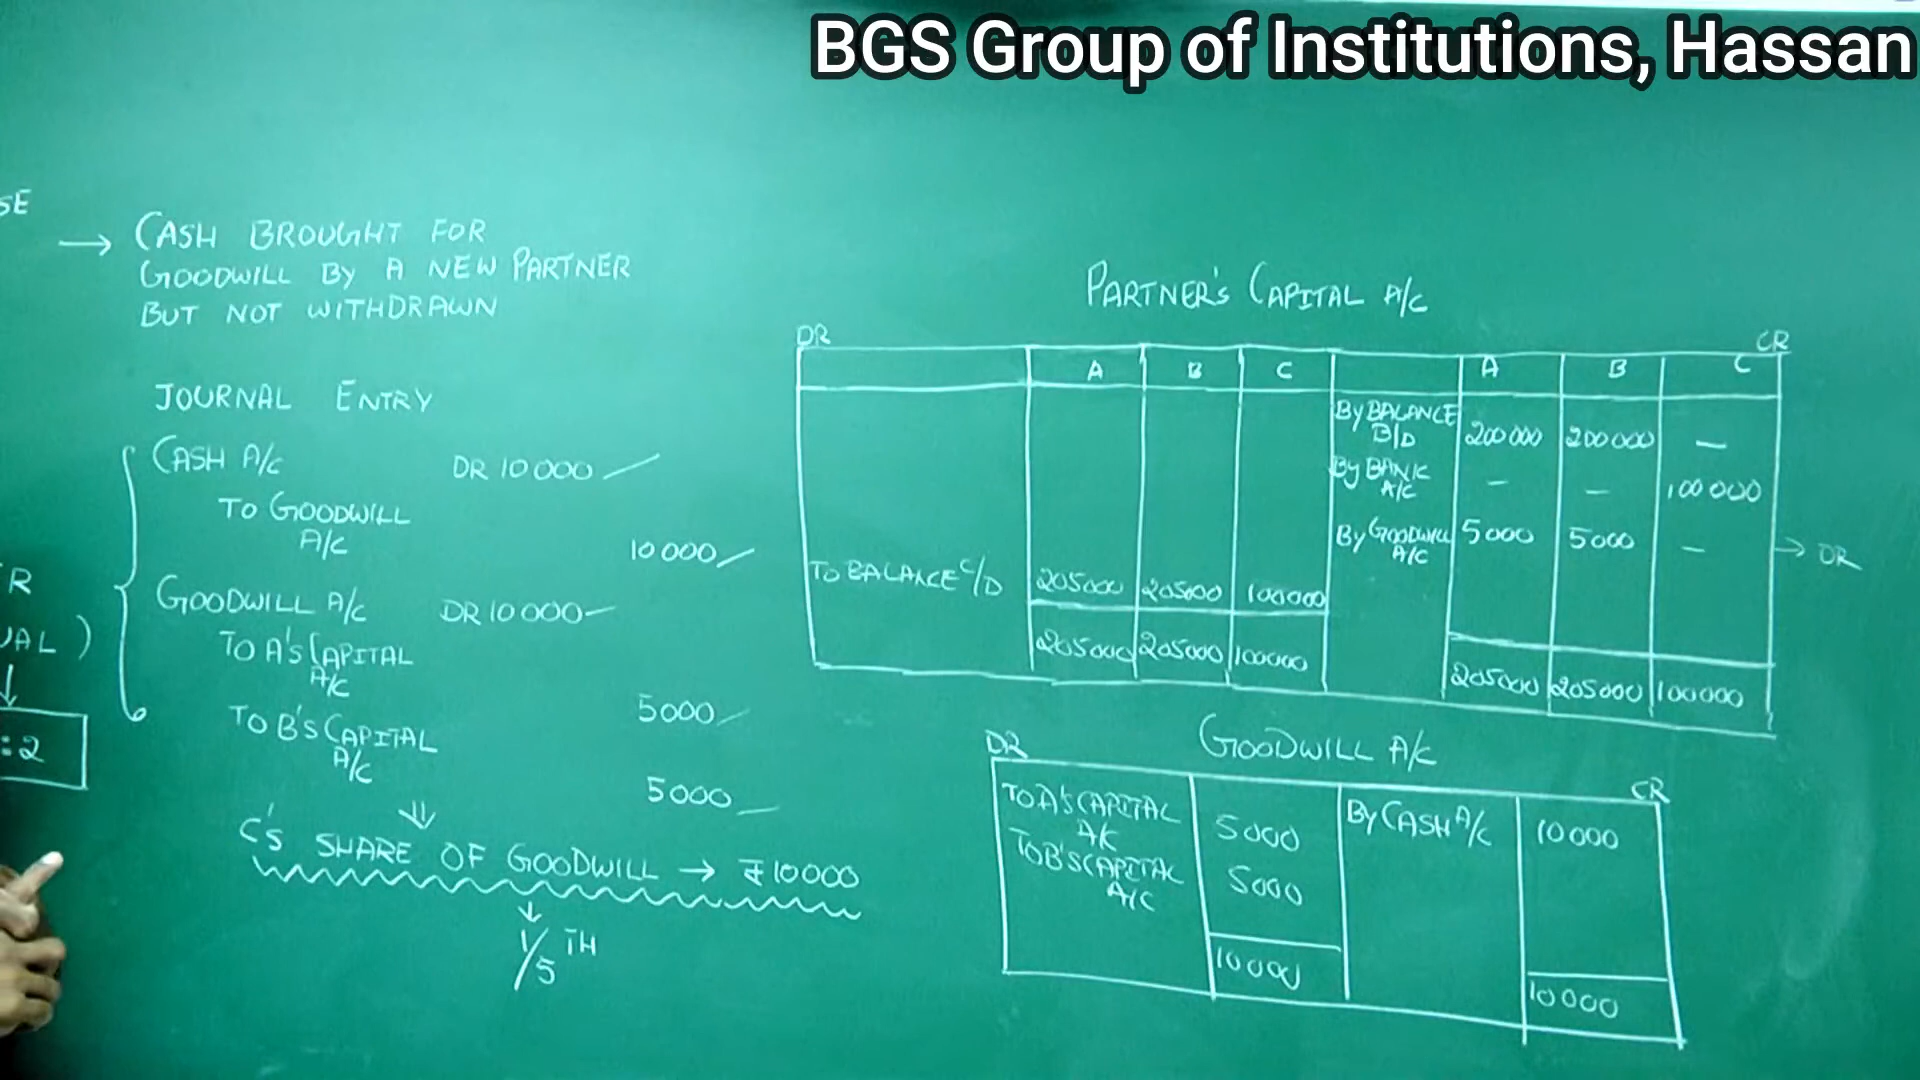 BGS Group of Institutions, Hassan
SE
→ CASH BROUGHT FOR
GOODWILL BY A NEW PARTNER
BUT NOT WITHDRAWN
JOURNAL ENTRY
CASH A/C DR 10000
TO GOODWILL
A/C 10000
GOODWILL A/C DR 10000
TO A'S CAPITAL
A/C
5000
TO B'S CAPITAL
A/C
5000
C'S SHARE OF GOODWILL → ₹10000
1/5 TH
R
UAL )
:2
PARTNER'S CAPITAL A/C
DR CR
A B C A B C
By BALANCE
B/D 200000 200000 —
By BANK
A/C — — 100000
By GOODWILL
A/C 5000 5000 — → OR
TO BALANCE C/D 205000 205000 100000
205000 205000 100000 205000 205000 100000
GOODWILL A/C
DR CR
TO A'S CAPITAL
A/C 5000 By CASH A/C 10000
TO B'S CAPITAL
A/C 5000
10000 10000